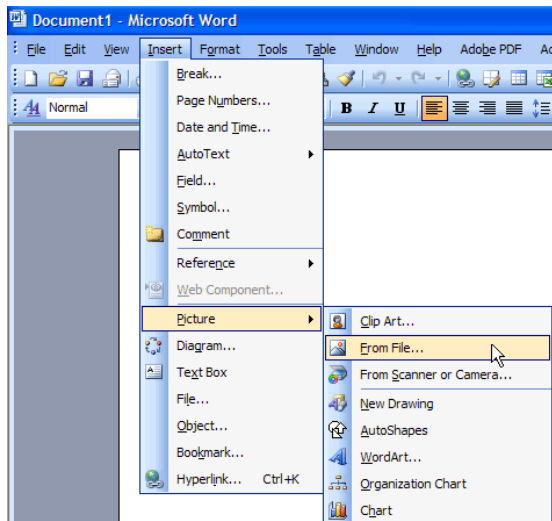 Document1 - Microsoft Word
File Edit View Insert Format Tools Table Window Help Adobe PDF
Normal B I U
Break...
Page Numbers...
Date and Time...
AutoText
Field...
Symbol...
Comment
Reference
Web Component...
Picture
Diagram...
Text Box
File...
Object...
Bookmark...
Hyperlink... Ctrl+K
Clip Art...
From File...
From Scanner or Camera...
New Drawing
AutoShapes
WordArt...
Organization Chart
Chart